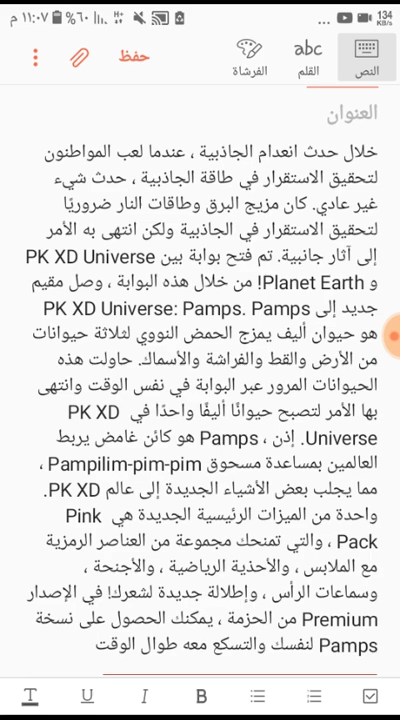 ١١:٠٧ م %٦٠ H+ ... 134 KB/s
حفظ الفرشاة abc القلم النص
العنوان
خلال حدث انعدام الجاذبية ، عندما لعب المواطنون
لتحقيق الاستقرار في طاقة الجاذبية ، حدث شيء
غير عادي. كان مزيج البرق وطاقات النار ضروريًا
لتحقيق الاستقرار في الجاذبية ولكن انتهى به الأمر
إلى آثار جانبية. تم فتح بوابة بين PK XD Universe
و Planet Earth! من خلال هذه البوابة ، وصل مقيم
جديد إلى PK XD Universe: Pamps. Pamps
هو حيوان أليف يمزج الحمض النووي لثلاثة حيوانات
من الأرض والقط والفراشة والأسماك. حاولت هذه
الحيوانات المرور عبر البوابة في نفس الوقت وانتهى
بها الأمر لتصبح حيوانًا أليفًا واحدًا في PK XD
Universe. إذن ، Pamps هو كائن غامض يربط
العالمين بمساعدة مسحوق Pampilim-pim-pim ،
مما يجلب بعض الأشياء الجديدة إلى عالم PK XD.
واحدة من الميزات الرئيسية الجديدة هي Pink
Pack ، والتي تمنحك مجموعة من العناصر الرمزية
مع الملابس ، والأحذية الرياضية ، والأجنحة ،
وسماعات الرأس ، وإطلالة جديدة لشعرك! في الإصدار
Premium من الحزمة ، يمكنك الحصول على نسخة
Pamps لنفسك والتسكع معه طوال الوقت
T U I B